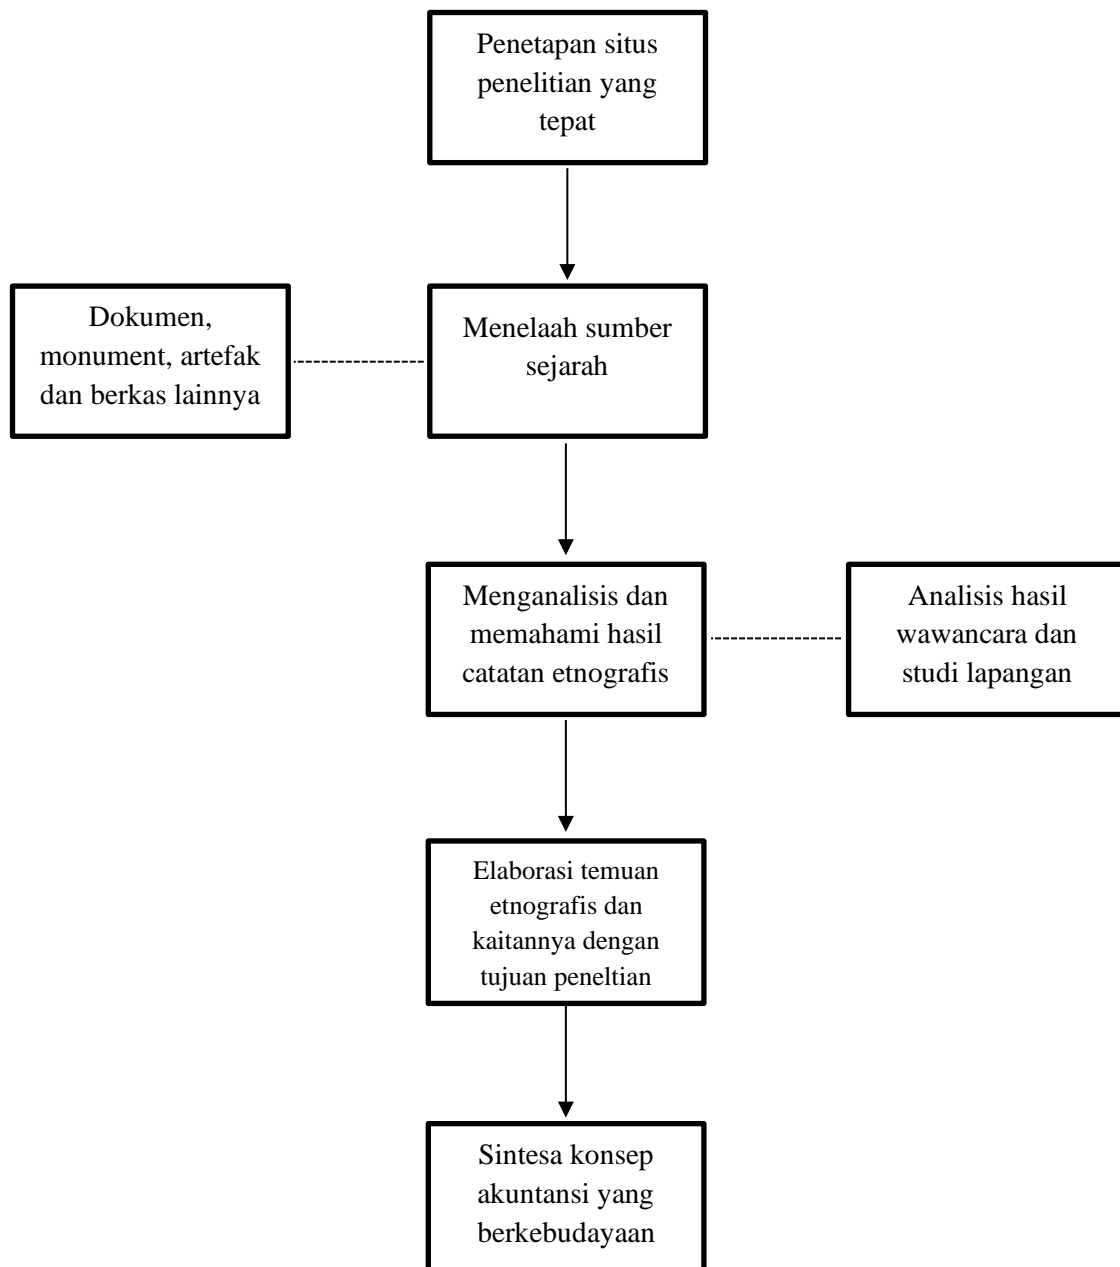 Penetapan situs
penelitian yang
tepat
Dokumen,
monument, artefak
dan berkas lainnya
Menelaah sumber
sejarah
Menganalisis dan
memahami hasil
catatan etnografis
Analisis hasil
wawancara dan
studi lapangan
Elaborasi temuan
etnografis dan
kaitannya dengan
tujuan peneltian
Sintesa konsep
akuntansi yang
berkebudayaan